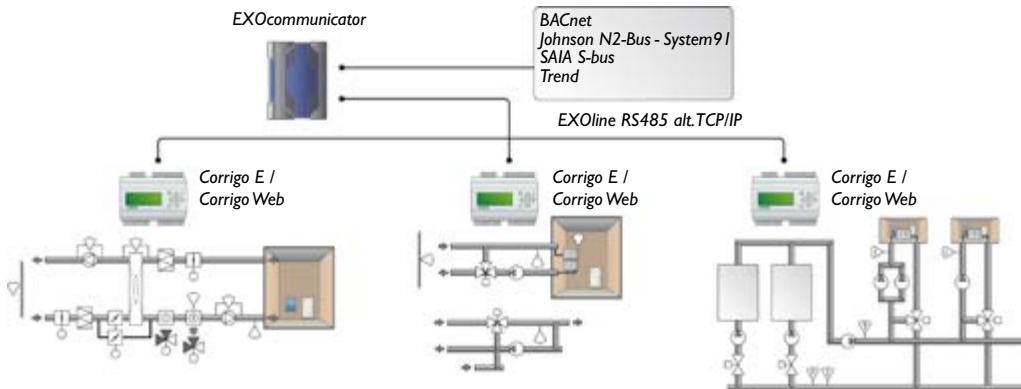 EXOcommunicator
BACnet
Johnson N2-Bus - System91
SAIA S-bus
Trend
EXOline RS485 alt.TCP/IP
Corrigo E /
Corrigo Web
Corrigo E /
Corrigo Web
Corrigo E /
Corrigo Web